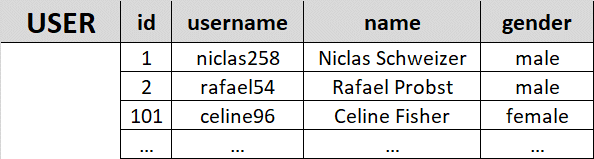 USER id username name gender
1 niclas258 Niclas Schweizer male
2 rafael54 Rafael Probst male
101 celine96 Celine Fisher female
... ... ... ...